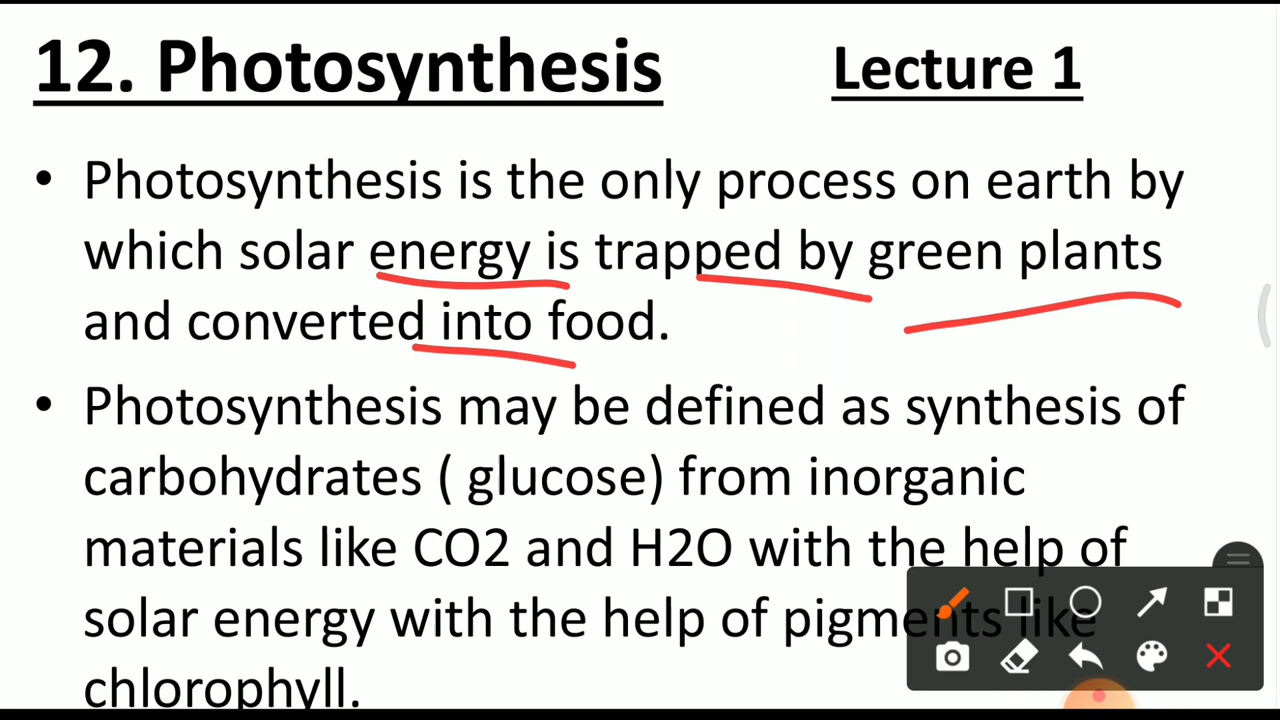 12. Photosynthesis Lecture 1
• Photosynthesis is the only process on earth by
which solar energy is trapped by green plants
and converted into food.
• Photosynthesis may be defined as synthesis of
carbohydrates ( glucose) from inorganic
materials like CO2 and H2O with the help of
solar energy with the help of pigments like
chlorophyll.